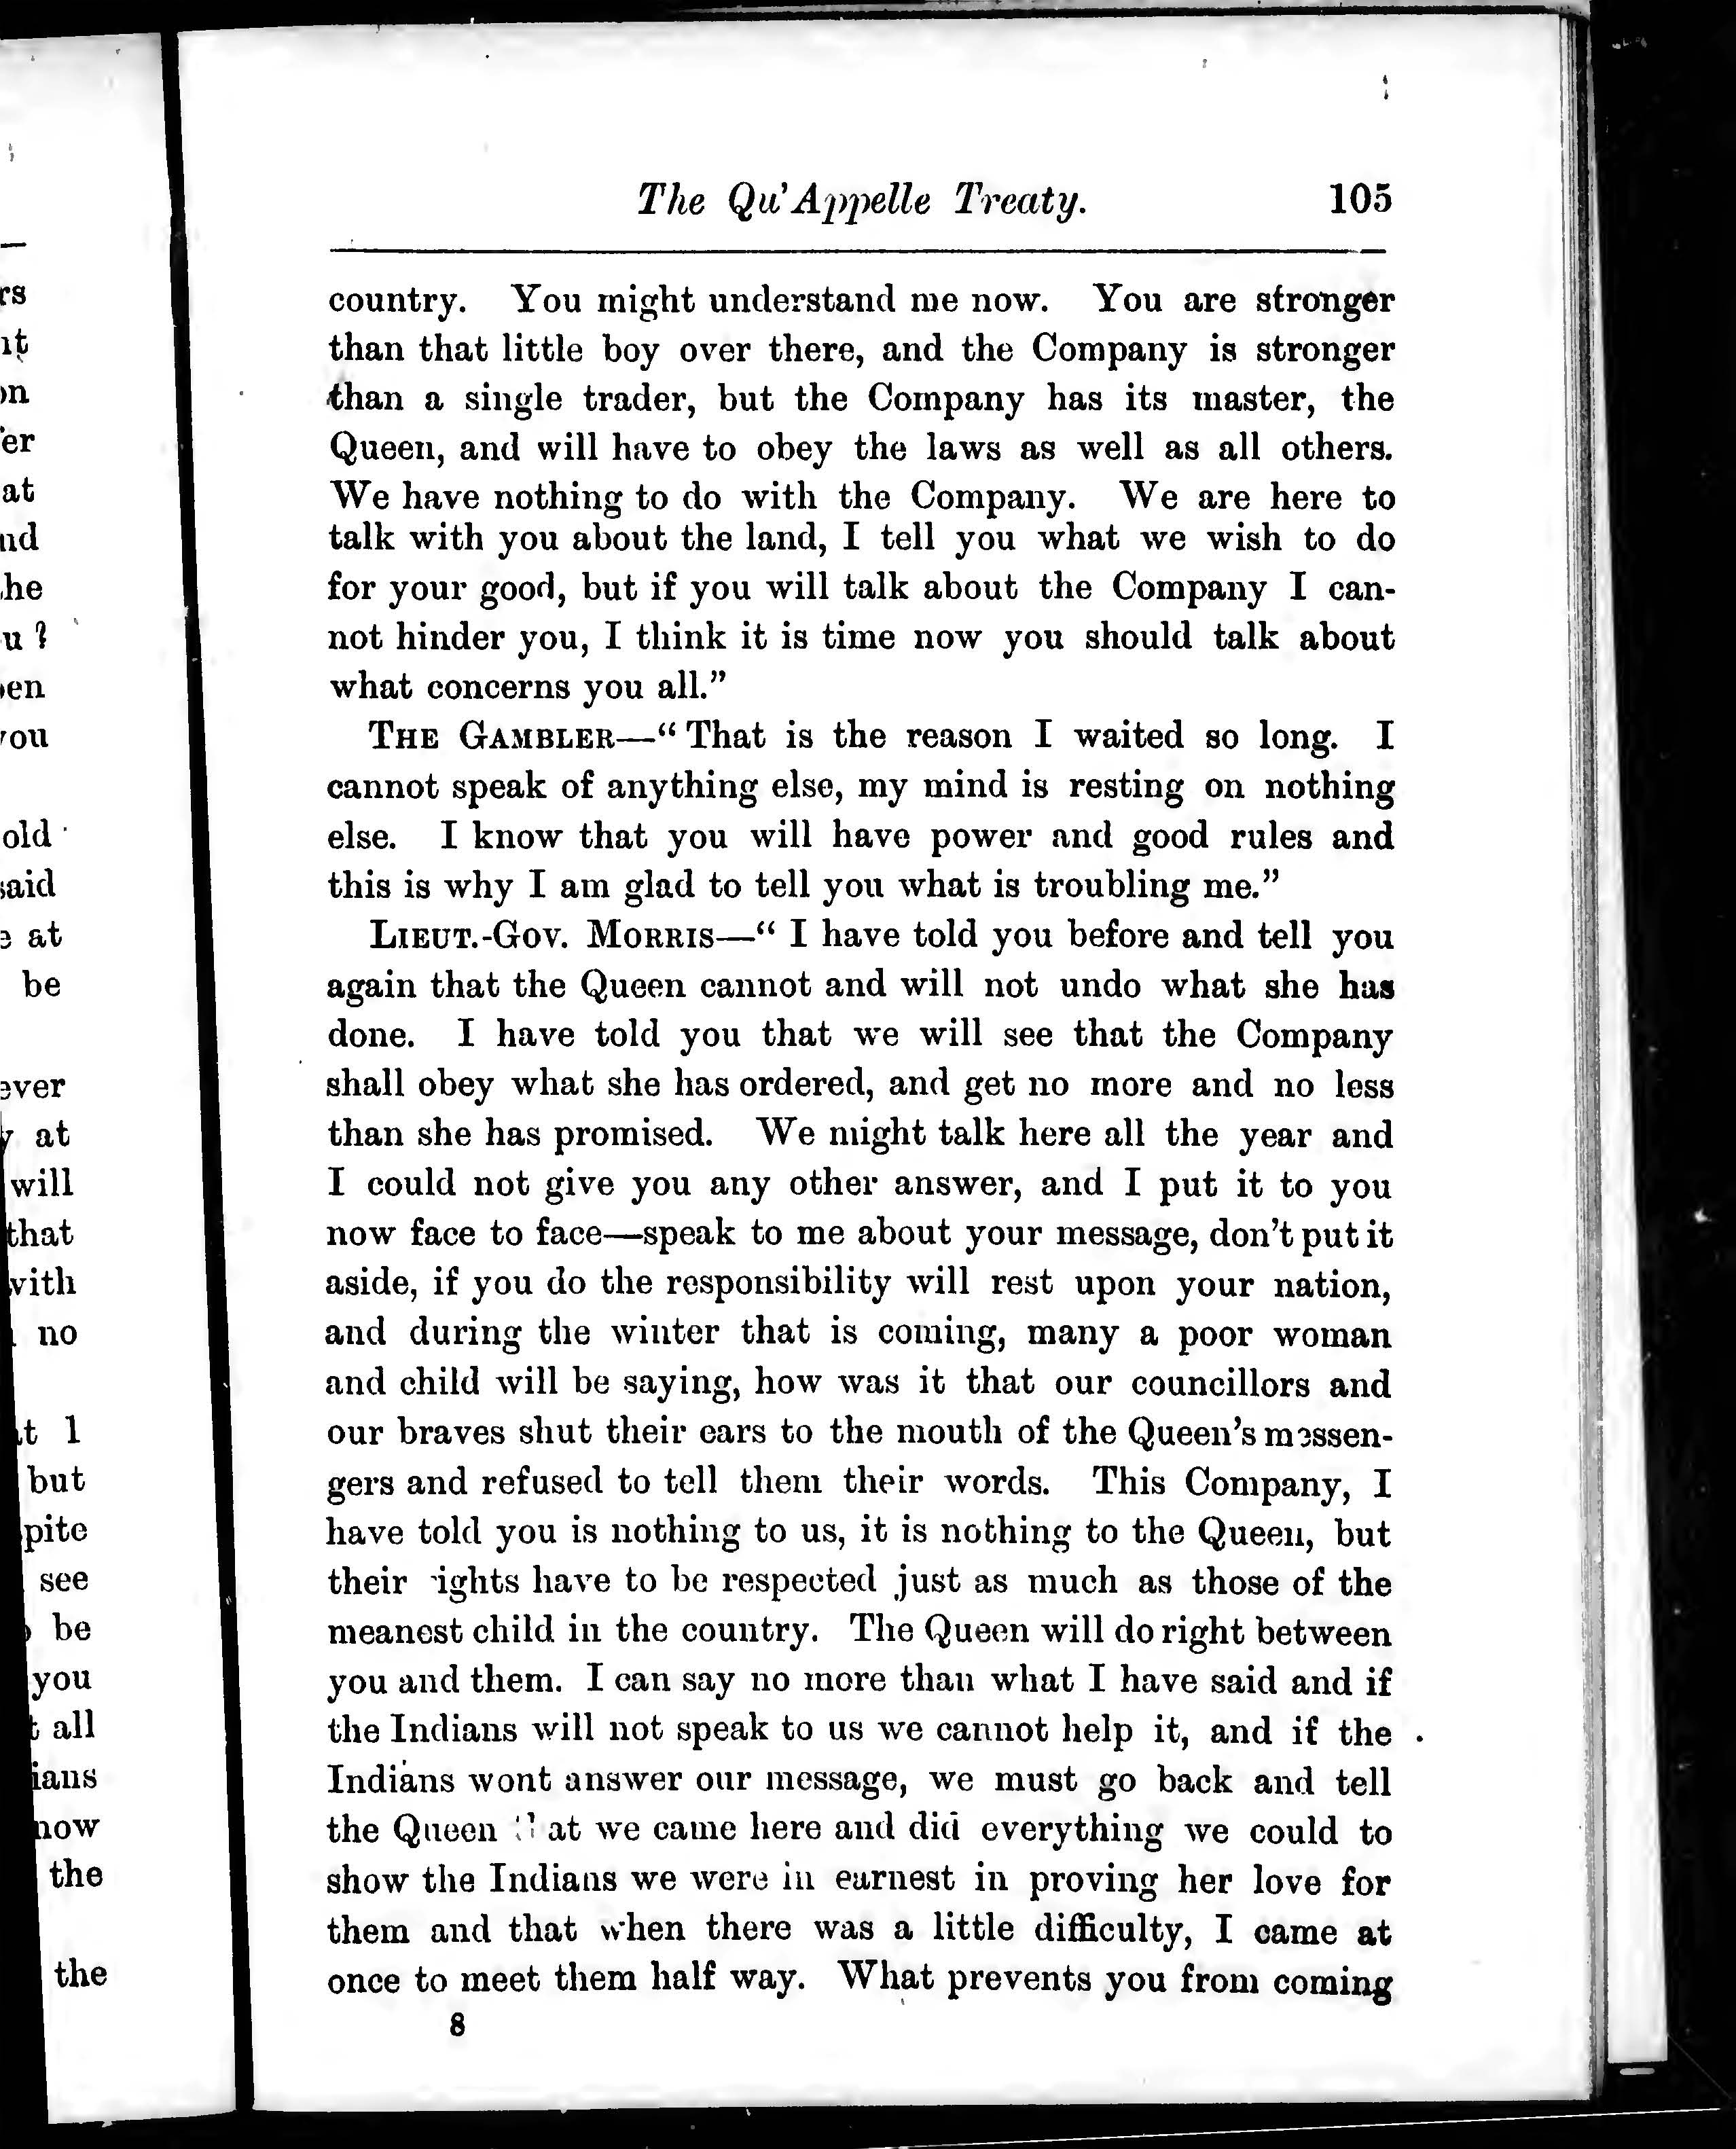 The Qu'Appelle Treaty. 105
country. You might understand me now. You are stronger
than that little boy over there, and the Company is stronger
than a single trader, but the Company has its master, the
Queen, and will have to obey the laws as well as all others.
We have nothing to do with the Company. We are here to
talk with you about the land, I tell you what we wish to do
for your good, but if you will talk about the Company I can-
not hinder you, I think it is time now you should talk about
what concerns you all."
THE GAMBLER—" That is the reason I waited so long. I
cannot speak of anything else, my mind is resting on nothing
else. I know that you will have power and good rules and
this is why I am glad to tell you what is troubling me."
LIEUT.-GOV. MORRIS—" I have told you before and tell you
again that the Queen cannot and will not undo what she has
done. I have told you that we will see that the Company
shall obey what she has ordered, and get no more and no less
than she has promised. We might talk here all the year and
I could not give you any other answer, and I put it to you
now face to face—speak to me about your message, don't put it
aside, if you do the responsibility will rest upon your nation,
and during the winter that is coming, many a poor woman
and child will be saying, how was it that our councillors and
our braves shut their ears to the mouth of the Queen's messen-
gers and refused to tell them their words. This Company, I
have told you is nothing to us, it is nothing to the Queen, but
their rights have to be respected just as much as those of the
meanest child in the country. The Queen will do right between
you and them. I can say no more than what I have said and if
the Indians will not speak to us we cannot help it, and if the
Indians wont answer our message, we must go back and tell
the Queen that we came here and did everything we could to
show the Indians we were in earnest in proving her love for
them and that when there was a little difficulty, I came at
once to meet them half way. What prevents you from coming
8